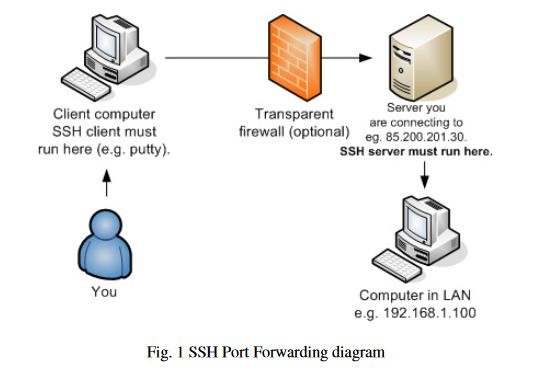 Client computer
SSH client must
run here (e.g. putty).
Transparent
firewall (optional)
Server you
are connecting to
eg. 85.200.201.30.
SSH server must run here.
You
Computer in LAN
e.g. 192.168.1.100
Fig. 1 SSH Port Forwarding diagram